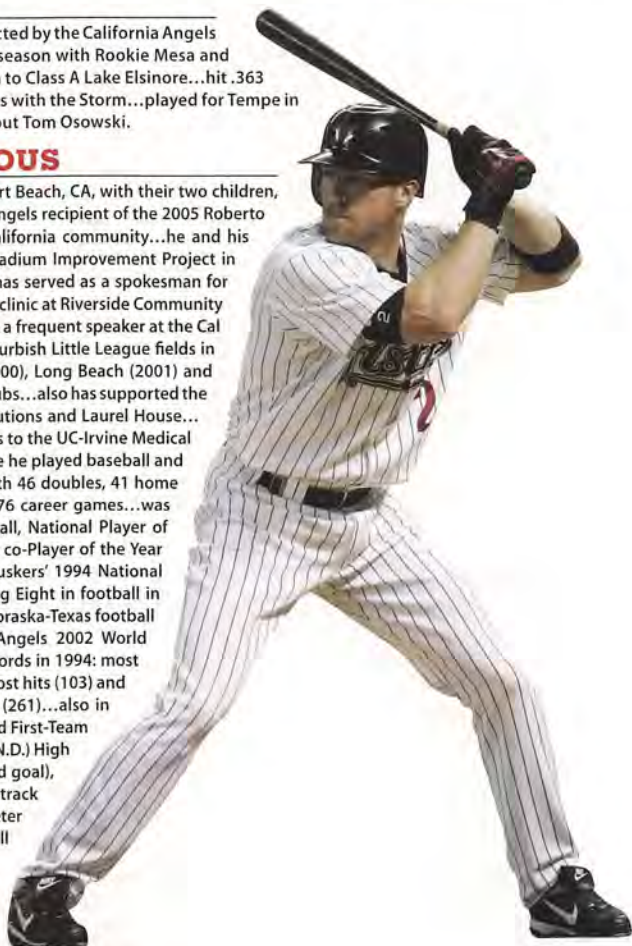 cted by the California Angels
season with Rookie Mesa and
to Class A Lake Elsinore…hit .363
s with the Storm…played for Tempe in
out Tom Osowski.
OUS
rt Beach, CA, with their two children,
ngels recipient of the 2005 Roberto
alifornia community…he and his
adium Improvement Project in
has served as a spokesman for
clinic at Riverside Community
a frequent speaker at the Cal
urbish Little League fields in
00), Long Beach (2001) and
ubs…also has supported the
utions and Laurel House…
s to the UC-Irvine Medical
e he played baseball and
th 46 doubles, 41 home
76 career games…was
all, National Player of
co-Player of the Year
uskers' 1994 National
g Eight in football in
braska-Texas football
Angels 2002 World
ords in 1994: most
ost hits (103) and
(261)…also in
d First-Team
N.D.) High
d goal),
track
ter
ll
2
2